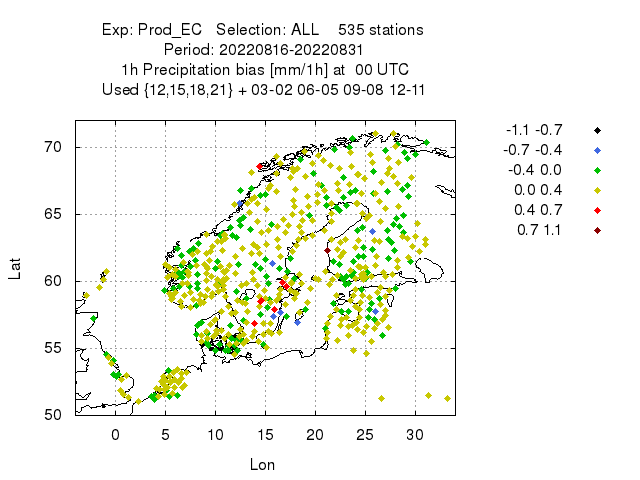 Exp: Prod_EC Selection: ALL 535 stations
Period: 20220816-20220831
1h Precipitation bias [mm/1h] at 00 UTC
Used {12,15,18,21} + 03-02 06-05 09-08 12-11
-1.1 -0.7
-0.7 -0.4
-0.4 0.0
0.0 0.4
0.4 0.7
0.7 1.1
70
65
60
55
50
Lat
0 5 10 15 20 25 30
Lon